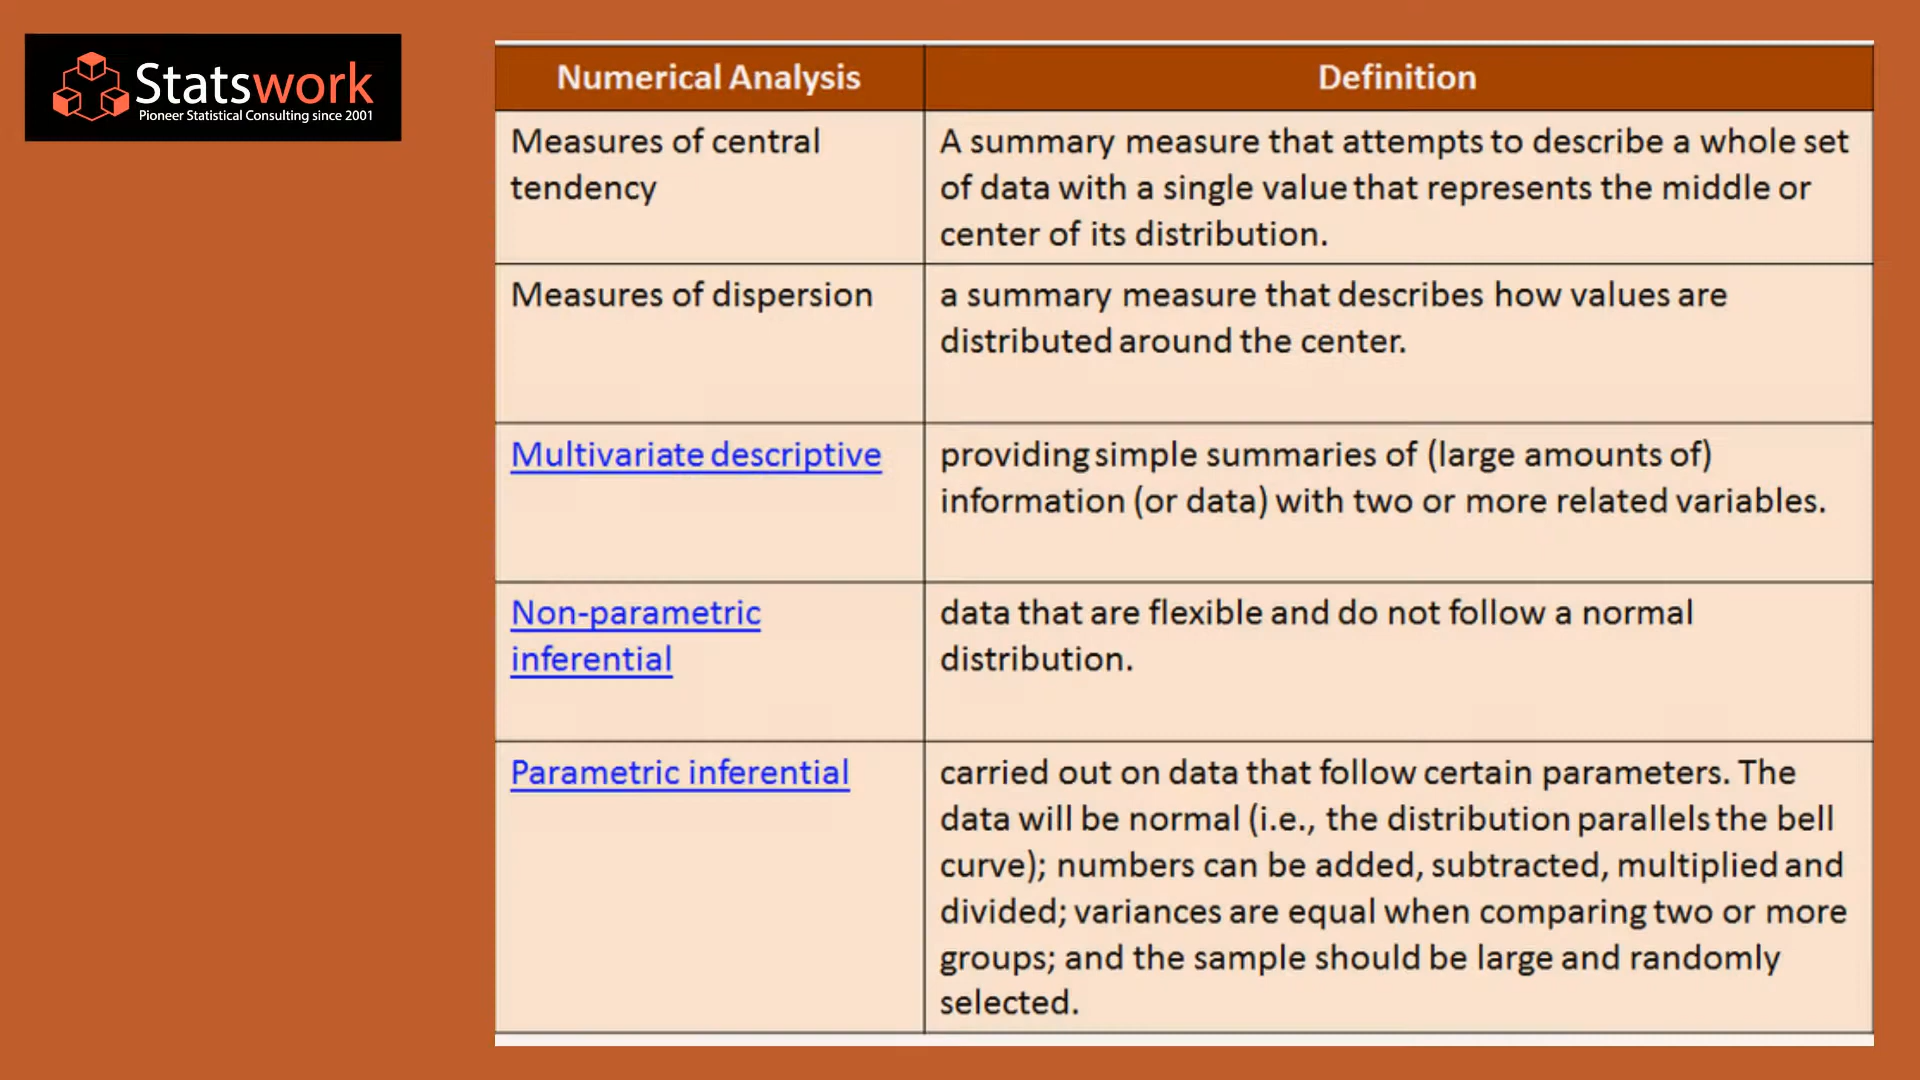 Statswork
Pioneer Statistical Consulting since 2001
Numerical Analysis
Definition
Measures of central
tendency
A summary measure that attempts to describe a whole set
of data with a single value that represents the middle or
center of its distribution.
Measures of dispersion
a summary measure that describes how values are
distributed around the center.
Multivariate descriptive
providing simple summaries of (large amounts of)
information (or data) with two or more related variables.
Non-parametric
inferential
data that are flexible and do not follow a normal
distribution.
Parametric inferential
carried out on data that follow certain parameters. The
data will be normal (i.e., the distribution parallels the bell
curve); numbers can be added, subtracted, multiplied and
divided; variances are equal when comparing two or more
groups; and the sample should be large and randomly
selected.